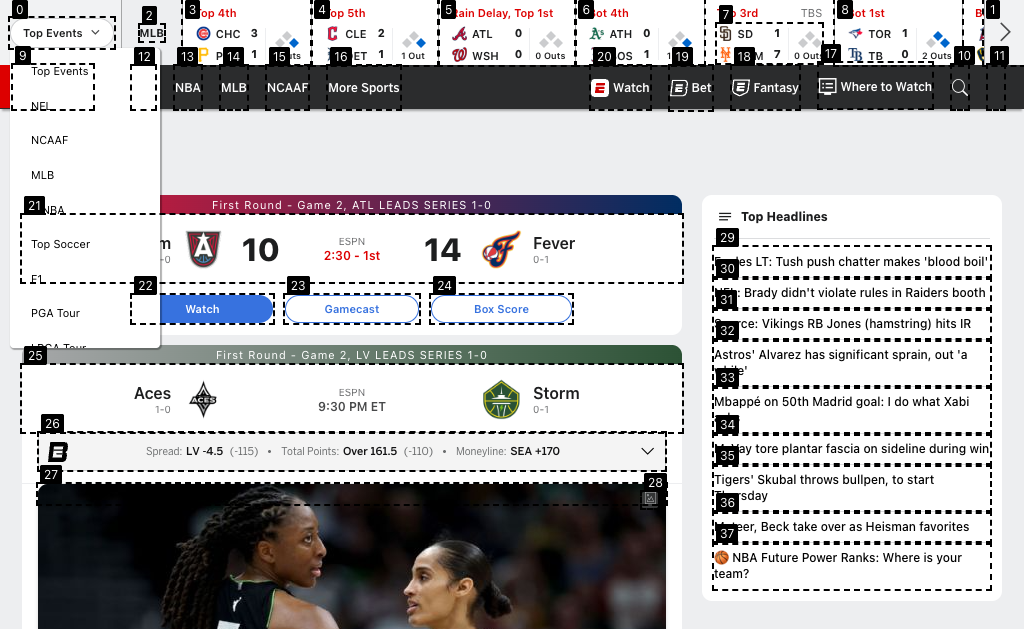 0
2
3
4
5
6
7
8
1
Top Events
MLB
Top 4th
CHC 3
1
Top 5th
CLE 2
DET 1
1 Out
Rain Delay, Top 1st
ATL 0
WSH 0
0 Outs
Bot 4th
ATH 0
BOS 1
Top 3rd
TBS
SD 1
NYM 7
0 Outs
Bot 1st
TOR 1
TB 0
2 Outs
9
12
13
14
15
16
20
19
18
17
10
11
NBA
MLB
NCAAF
More Sports
Watch
Bet
Fantasy
Where to Watch
Top Events
NFL
NCAAF
MLB
WNBA
Top Soccer
F1
PGA Tour
LPGA Tour
21
First Round - Game 2, ATL LEADS SERIES 1-0
10
ESPN
2:30 - 1st
14
Fever
0-1
22
23
24
Watch
Gamecast
Box Score
25
First Round - Game 2, LV LEADS SERIES 1-0
Aces
1-0
ESPN
9:30 PM ET
Storm
0-1
26
Spread: LV -4.5 (-115) • Total Points: Over 161.5 (-110) • Moneyline: SEA +170
27
28
Top Headlines
29
30
31
32
33
34
35
36
37
Eagles LT: Tush push chatter makes 'blood boil'
NFL: Brady didn't violate rules in Raiders booth
Source: Vikings RB Jones (hamstring) hits IR
Astros' Alvarez has significant sprain, out 'a while'
Mbappé on 50th Madrid goal: I do what Xabi
McKay tore plantar fascia on sideline during win
Tigers' Skubal throws bullpen, to start Thursday
Mateer, Beck take over as Heisman favorites
NBA Future Power Ranks: Where is your team?